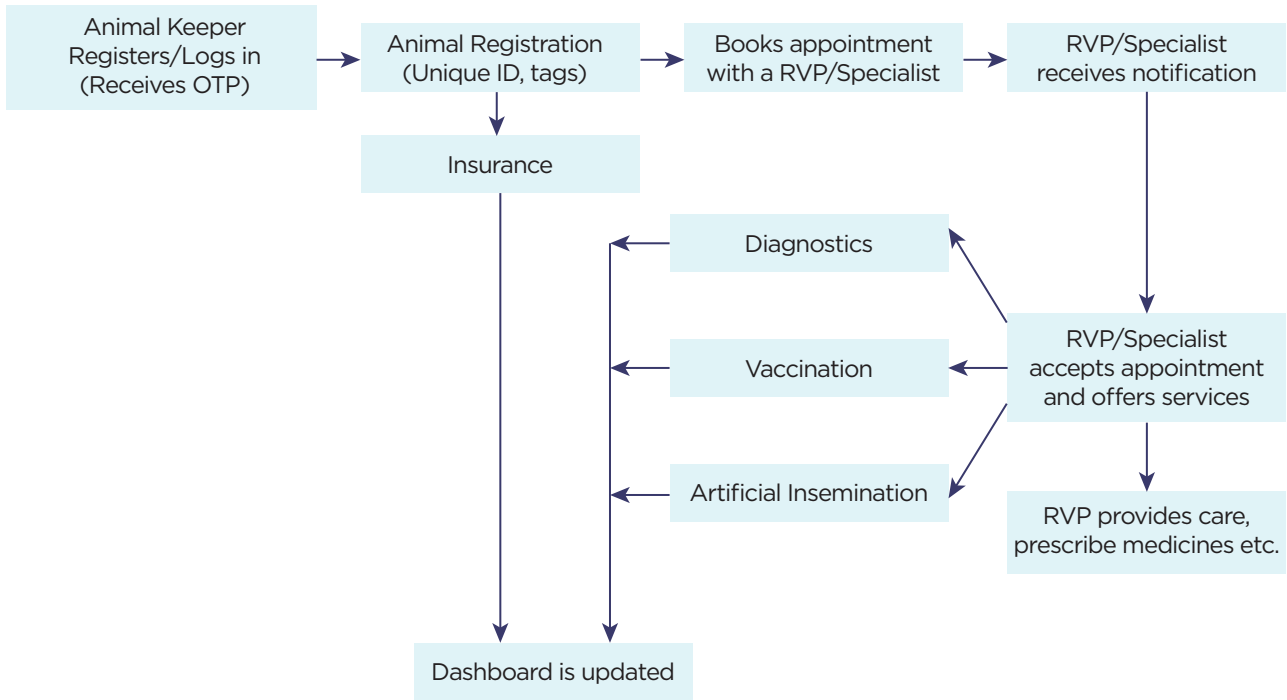 Animal Keeper
Registers/Logs in
(Receives OTP)
Animal Registration
(Unique ID, tags)
Books appointment
with a RVP/Specialist
RVP/Specialist
receives notification
Insurance
Diagnostics
Vaccination
RVP/Specialist
accepts appointment
and offers services
Artificial Insemination
RVP provides care,
prescribe medicines etc.
Dashboard is updated